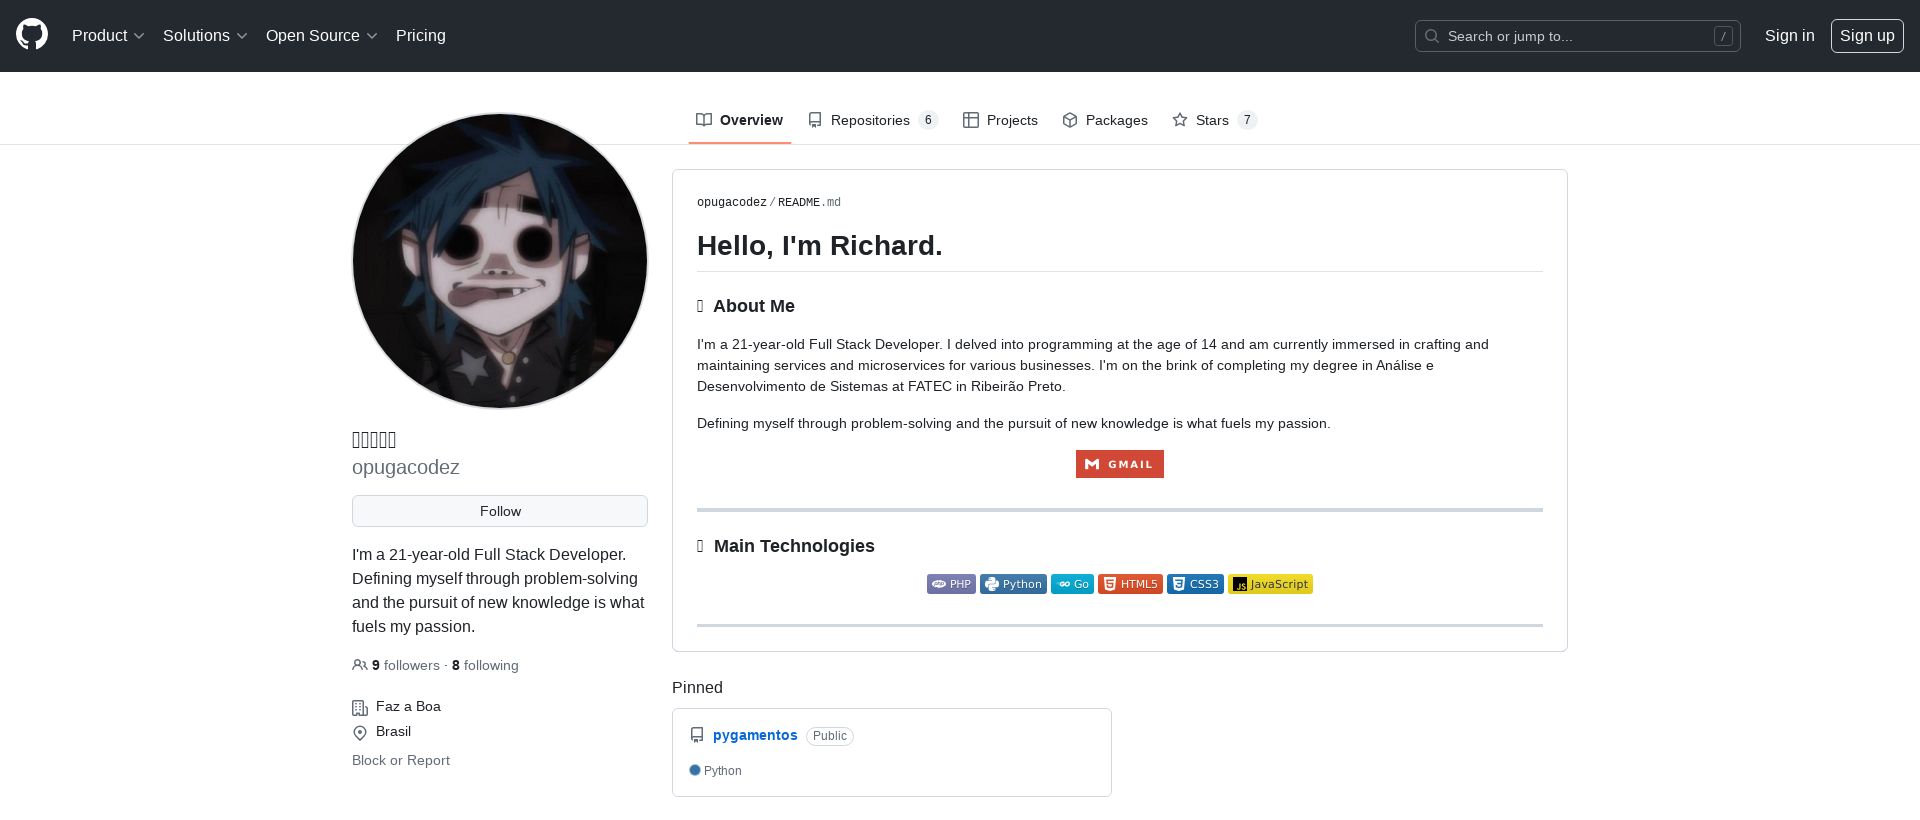 Product Solutions Open Source Pricing Search or jump to... / Sign in Sign up
Overview Repositories 6 Projects Packages Stars 7
opugacodez/README.md
Hello, I'm Richard.
About Me
I'm a 21-year-old Full Stack Developer. I delved into programming at the age of 14 and am currently immersed in crafting and
maintaining services and microservices for various businesses. I'm on the brink of completing my degree in Análise e
Desenvolvimento de Sistemas at FATEC in Ribeirão Preto.
Defining myself through problem-solving and the pursuit of new knowledge is what fuels my passion.
GMAIL
Main Technologies
php PHP Python Go HTML5 CSS3 JS JavaScript
opugacodez
Follow
I'm a 21-year-old Full Stack Developer.
Defining myself through problem-solving
and the pursuit of new knowledge is what
fuels my passion.
9 followers · 8 following
Faz a Boa
Brasil
Block or Report
Pinned
pygamentos Public
Python